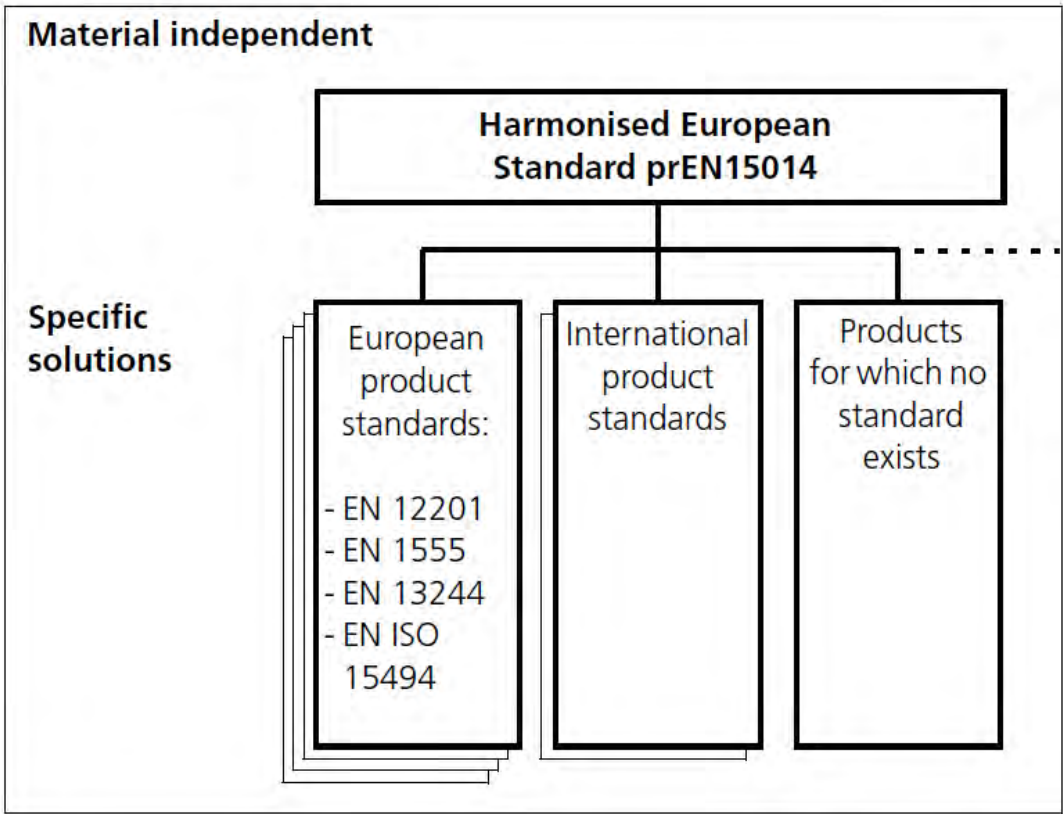 Material independent
Harmonised European
Standard prEN15014
Specific
solutions
European
product
standards:
- EN 12201
- EN 1555
- EN 13244
- EN ISO
15494
International
product
standards
Products
for which no
standard
exists